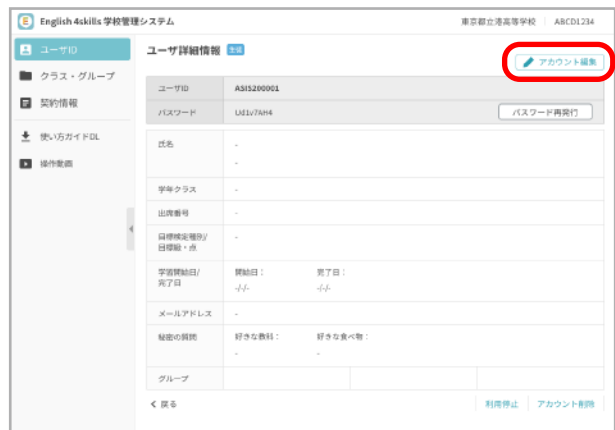 E English 4skills 学校管理システム
東京都立港高等学校 ABCD1234
ユーザID
クラス・グループ
契約情報
使い方ガイドDL
操作動画
ユーザ詳細情報 生徒
アカウント編集
ユーザID ASIS200001
パスワード Ud1v7AH4 パスワード再発行
氏名 -
-
学年クラス -
出席番号 -
目標検定種別/ -
目標級・点
学習開始日/ 開始日: 完了日:
完了日 -/-/- -/-/-
メールアドレス -
秘密の質問 好きな教科: 好きな食べ物:
- -
グループ
戻る 利用停止 アカウント削除